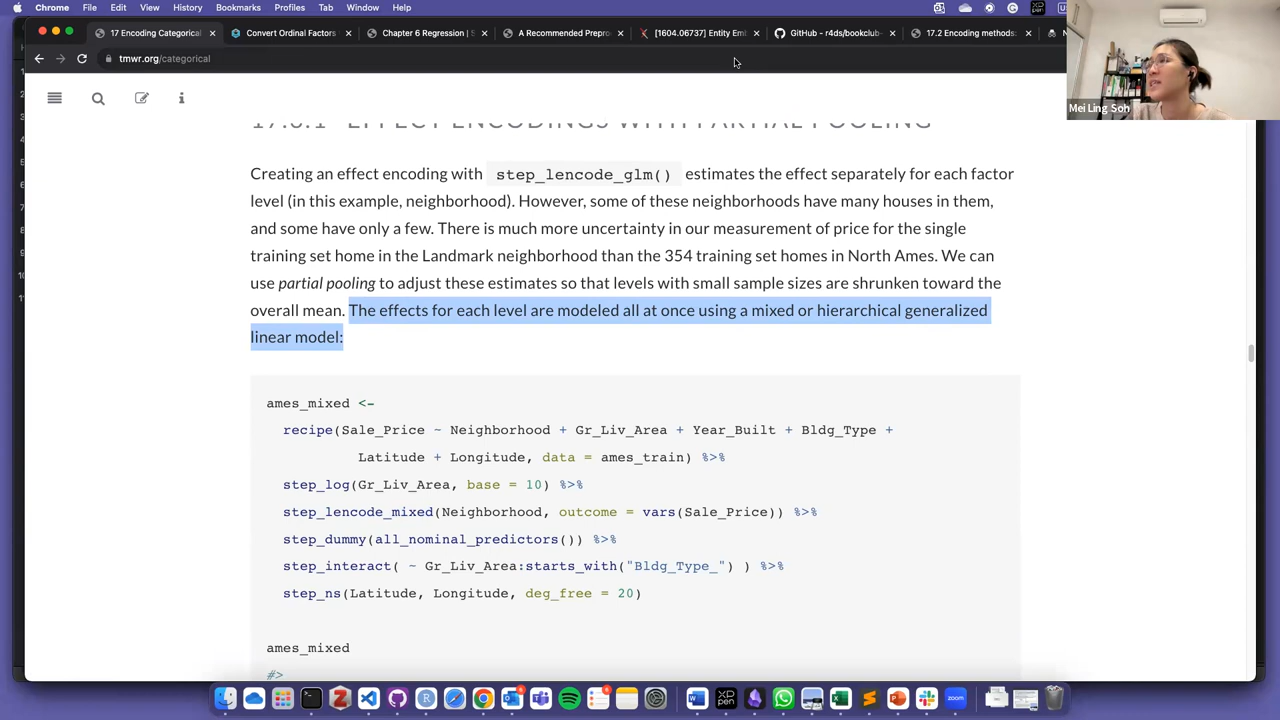 Chrome File Edit View History Bookmarks Profiles Tab Window Help
17 Encoding Categorical
Convert Ordinal Factors
Chapter 6 Regression | S
A Recommended Prepro
[1604.06737] Entity Em
GitHub - r4ds/bookclub-
17.2 Encoding methods:
tmwr.org/categorical
Mei Ling Soh
17.3.1 EFFECT ENCODINGS WITH PARTIAL POOLING
Creating an effect encoding with step_lencode_glm() estimates the effect separately for each factor
level (in this example, neighborhood). However, some of these neighborhoods have many houses in them,
and some have only a few. There is much more uncertainty in our measurement of price for the single
training set home in the Landmark neighborhood than the 354 training set homes in North Ames. We can
use partial pooling to adjust these estimates so that levels with small sample sizes are shrunken toward the
overall mean. The effects for each level are modeled all at once using a mixed or hierarchical generalized
linear model:
ames_mixed <-
recipe(Sale_Price ~ Neighborhood + Gr_Liv_Area + Year_Built + Bldg_Type +
Latitude + Longitude, data = ames_train) %>%
step_log(Gr_Liv_Area, base = 10) %>%
step_lencode_mixed(Neighborhood, outcome = vars(Sale_Price)) %>%
step_dummy(all_nominal_predictors()) %>%
step_interact( ~ Gr_Liv_Area:starts_with("Bldg_Type_") ) %>%
step_ns(Latitude, Longitude, deg_free = 20)
ames_mixed
#>